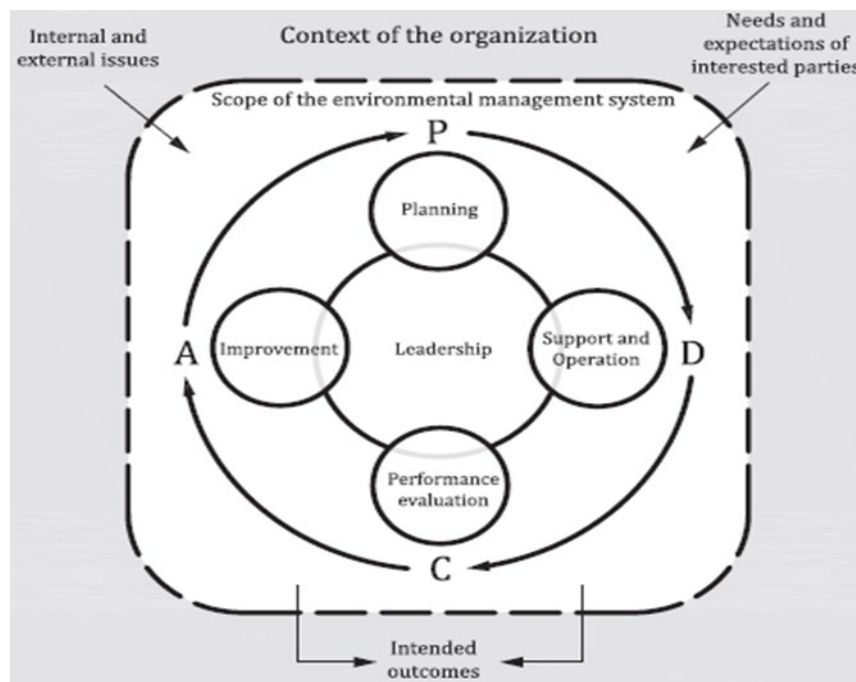 Internal and
external issues
Context of the organization
Needs and
expectations of
interested parties
Scope of the environmental management system
P
Planning
A
Improvement
Leadership
Support and
Operation
D
Performance
evaluation
C
Intended
outcomes